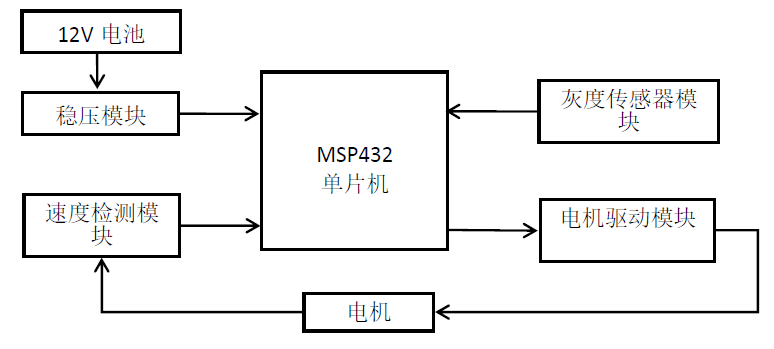 12V 电池
稳压模块
灰度传感器模
块
MSP432
单片机
速度检测模
块
电机驱动模块
电机